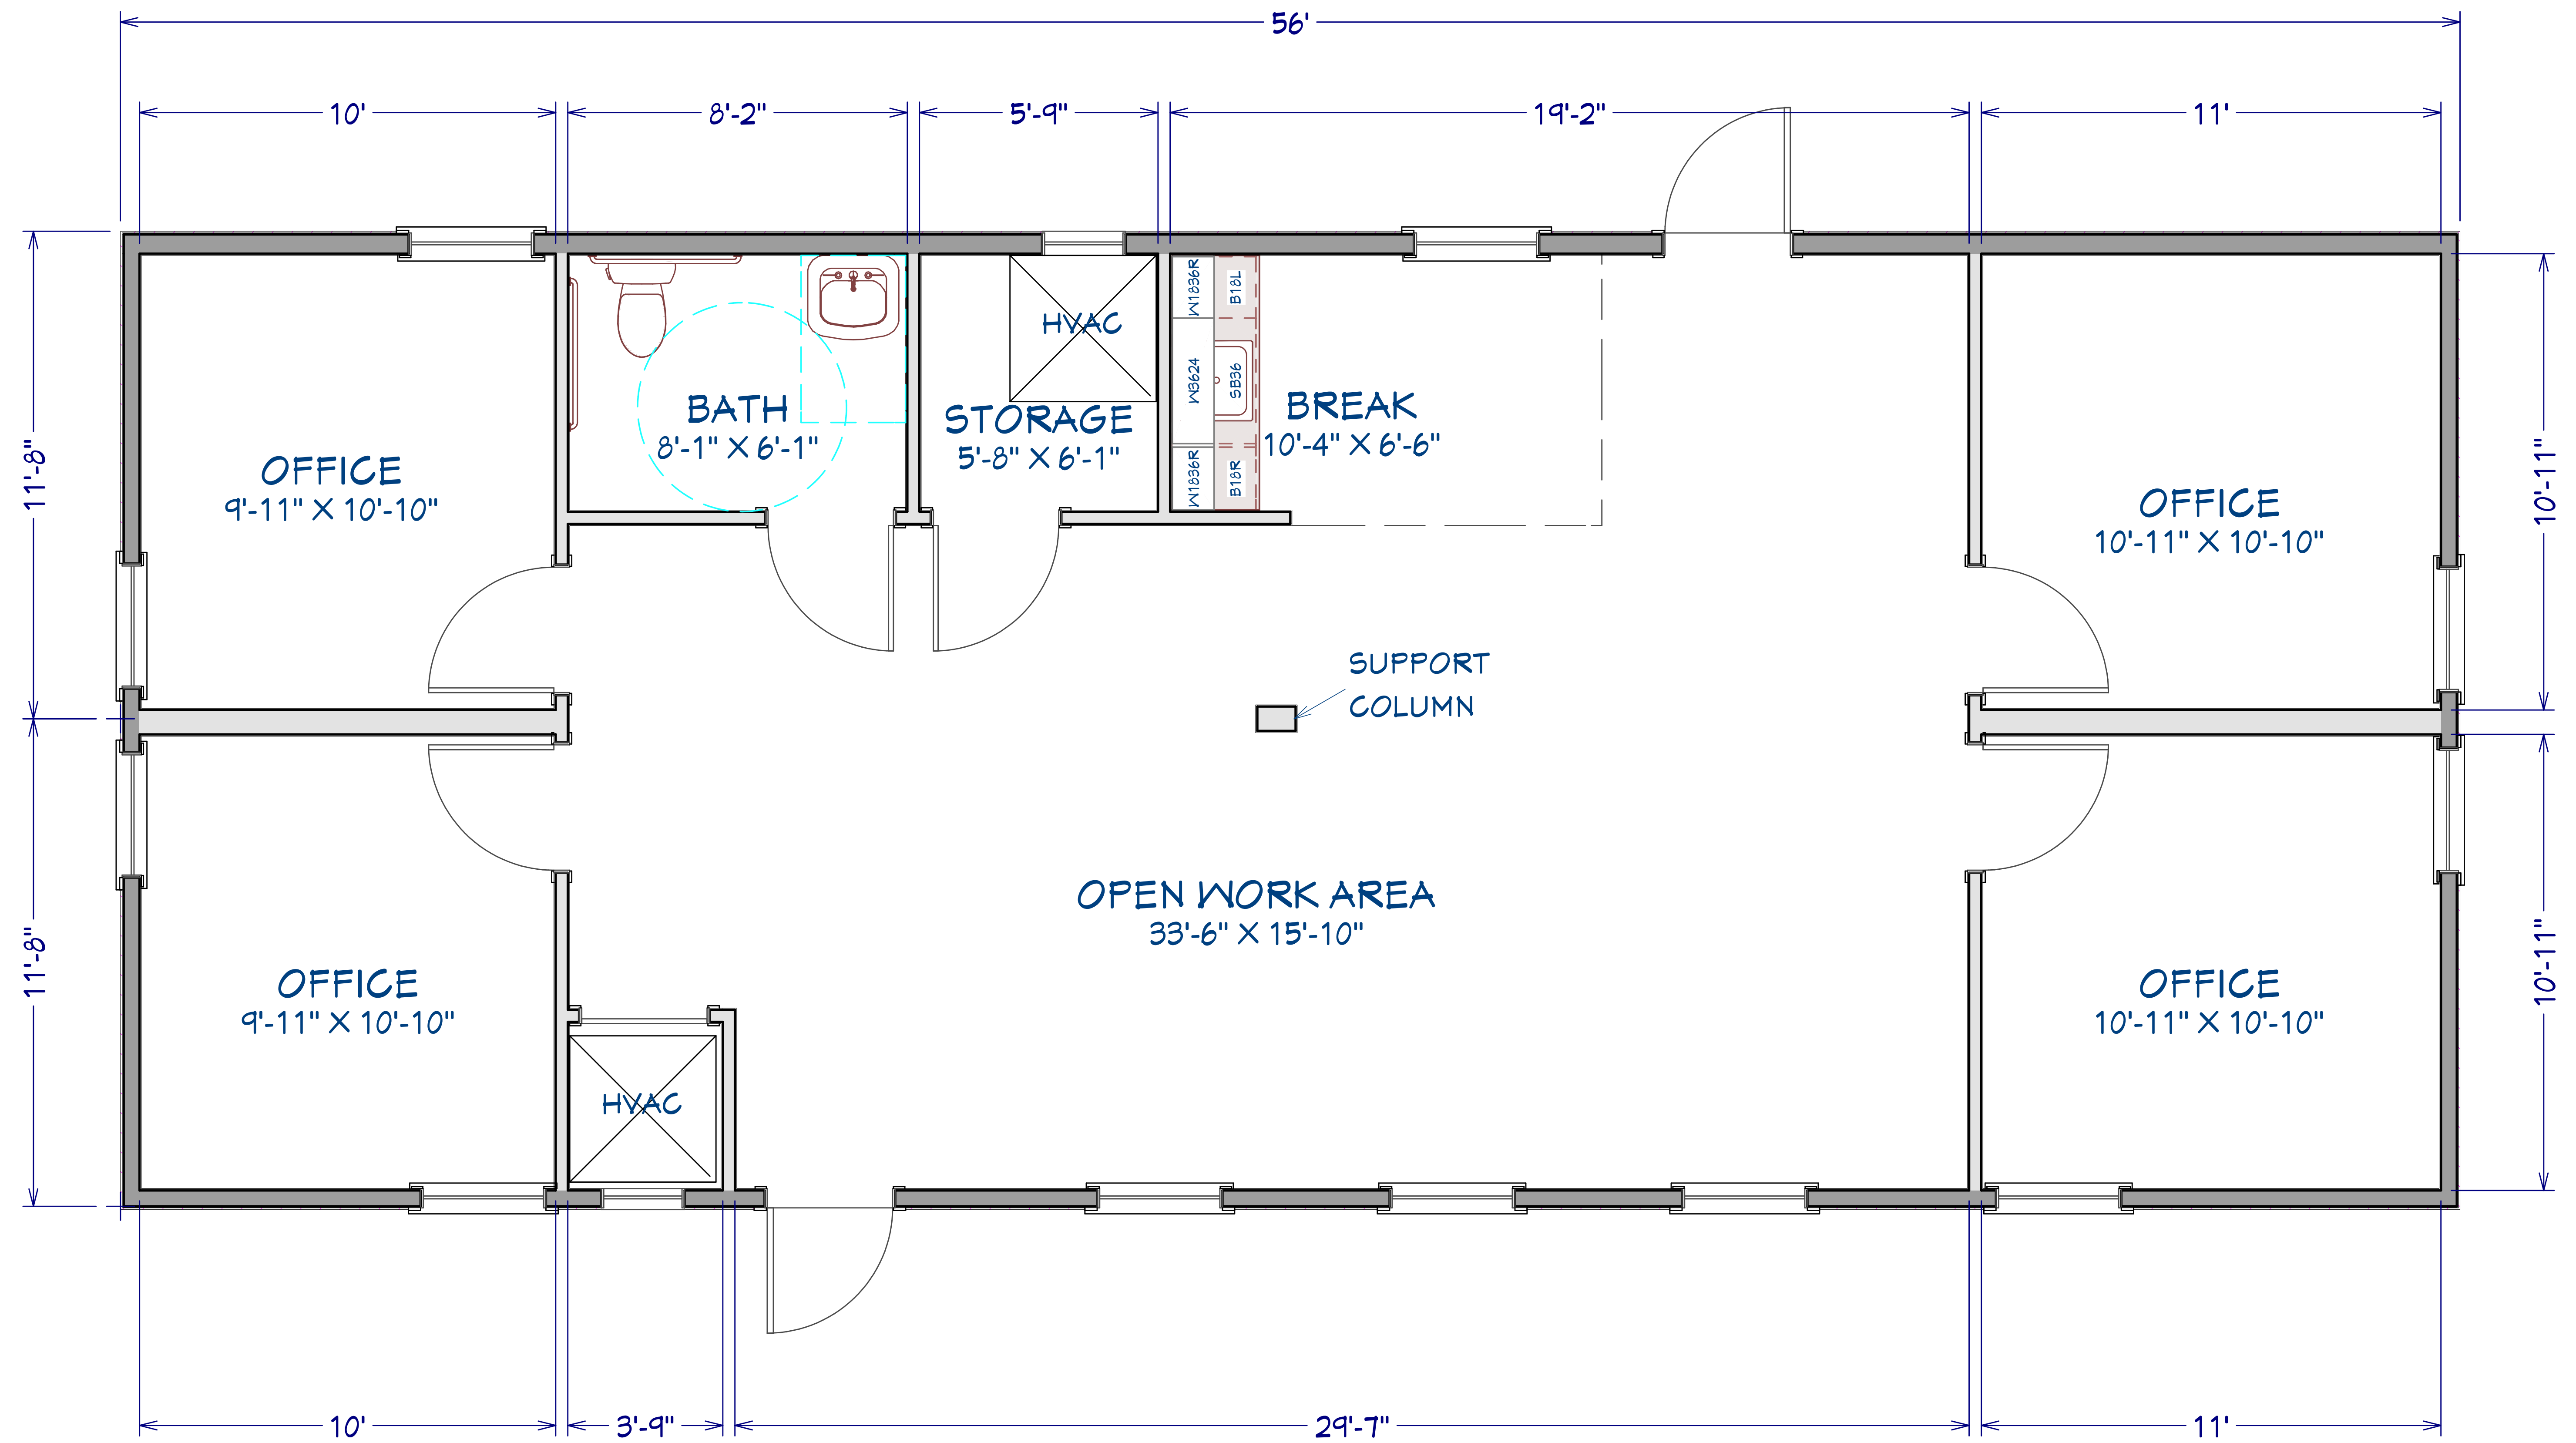 56'
10'
8'-2"
5'-9"
19'-2"
11'
11'-8"
10'-11"
HVAC
W1836R
B18L
W3624
SB36
W1836R
B18R
BATH
8'-1" X 6'-1"
STORAGE
5'-8" X 6'-1"
BREAK
10'-4" X 6'-6"
OFFICE
9'-11" X 10'-10"
OFFICE
10'-11" X 10'-10"
SUPPORT
COLUMN
OPEN WORK AREA
33'-6" X 15'-10"
11'-8"
10'-11"
OFFICE
9'-11" X 10'-10"
OFFICE
10'-11" X 10'-10"
HVAC
10'
3'-9"
29'-7"
11'